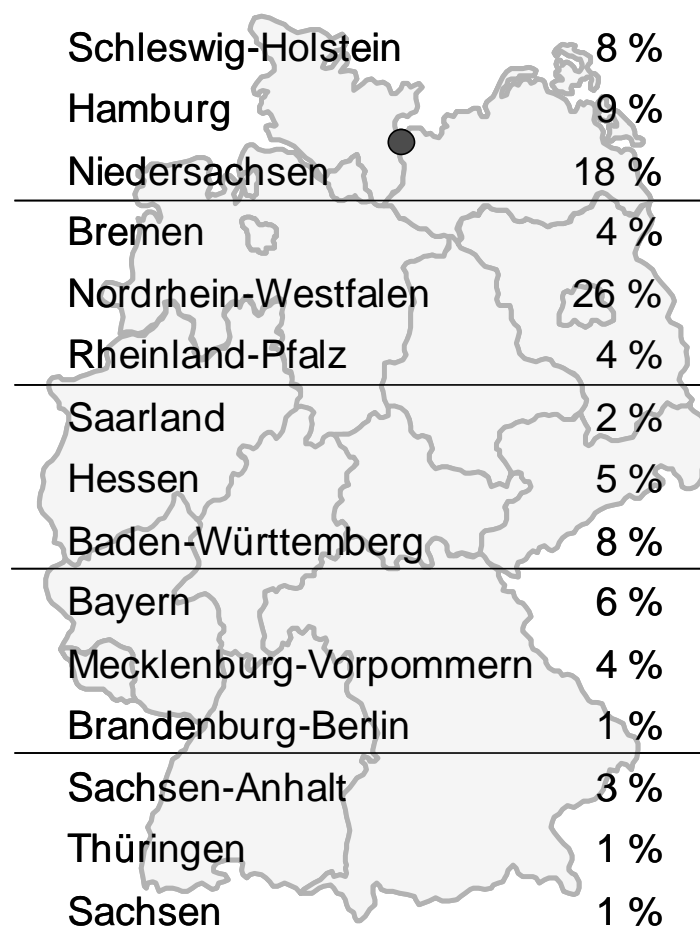 Schleswig-Holstein 8 %
Hamburg 9 %
Niedersachsen 18 %
Bremen 4 %
Nordrhein-Westfalen 26 %
Rheinland-Pfalz 4 %
Saarland 2 %
Hessen 5 %
Baden-Württemberg 8 %
Bayern 6 %
Mecklenburg-Vorpommern 4 %
Brandenburg-Berlin 1 %
Sachsen-Anhalt 3 %
Thüringen 1 %
Sachsen 1 %